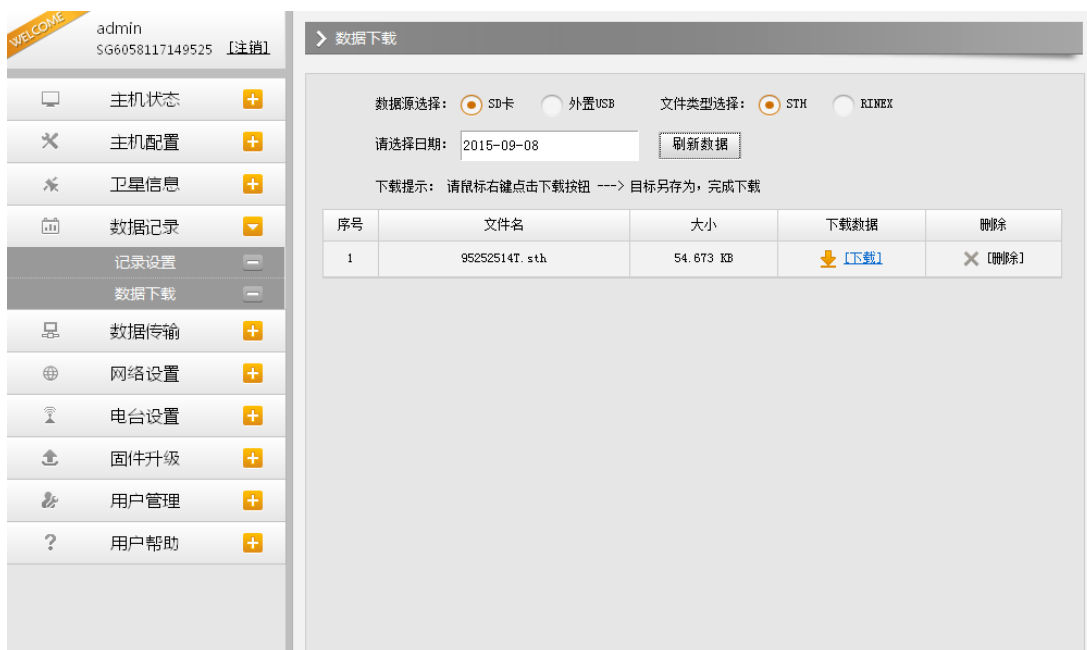 WELCOME
admin
SG6058117149525 [注销]
主机状态
主机配置
卫星信息
数据记录
记录设置
数据下载
数据传输
网络设置
电台设置
固件升级
用户管理
用户帮助
数据下载
数据源选择: SD卡 外置USB 文件类型选择: STH RINEX
请选择日期: 2015-09-08 刷新数据
下载提示: 请鼠标右键点击下载按钮 ---> 目标另存为,完成下载
序号 文件名 大小 下载数据 删除
1 95252514T.sth 54.673 KB [下载] [删除]